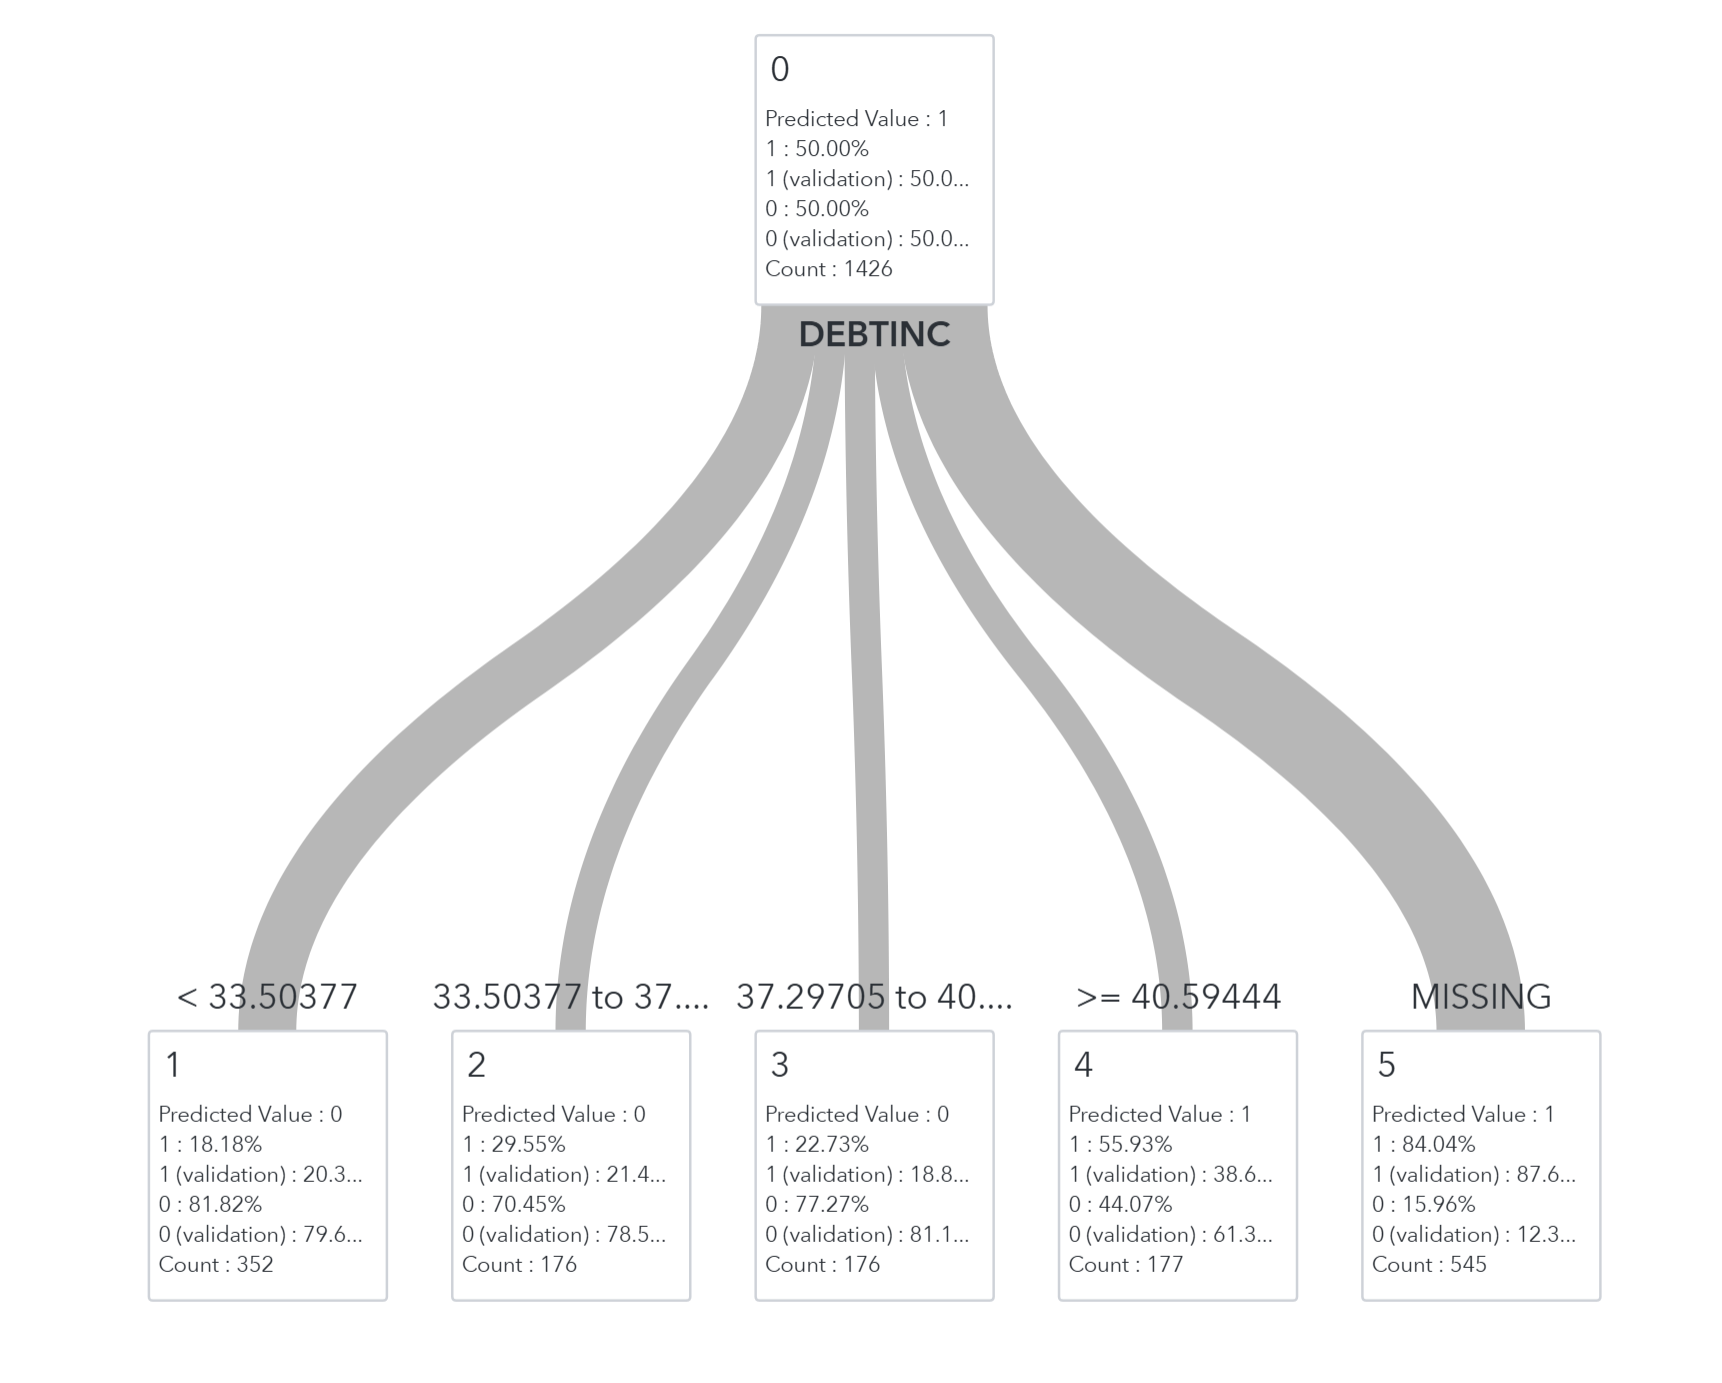 0
Predicted Value : 1
1 : 50.00%
1 (validation) : 50.0...
0 : 50.00%
0 (validation) : 50.0...
Count : 1426
DEBTINC
< 33.50377
33.50377 to 37....
37.29705 to 40....
>= 40.59444
MISSING
1
Predicted Value : 0
1 : 18.18%
1 (validation) : 20.3...
0 : 81.82%
0 (validation) : 79.6...
Count : 352
2
Predicted Value : 0
1 : 29.55%
1 (validation) : 21.4...
0 : 70.45%
0 (validation) : 78.5...
Count : 176
3
Predicted Value : 0
1 : 22.73%
1 (validation) : 18.8...
0 : 77.27%
0 (validation) : 81.1...
Count : 176
4
Predicted Value : 1
1 : 55.93%
1 (validation) : 38.6...
0 : 44.07%
0 (validation) : 61.3...
Count : 177
5
Predicted Value : 1
1 : 84.04%
1 (validation) : 87.6...
0 : 15.96%
0 (validation) : 12.3...
Count : 545